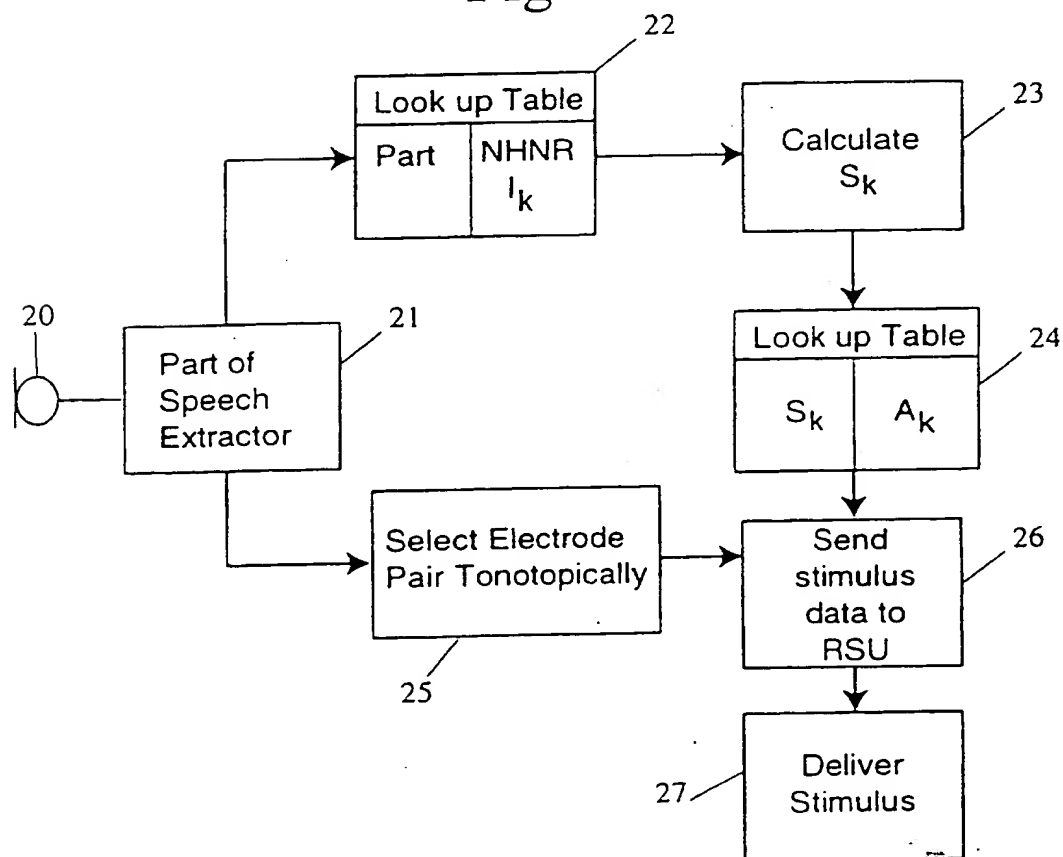 Fig
22
Look up Table
Part
NHNR
I_k
23
Calculate
S_k
20
21
Part of
Speech
Extractor
24
Look up Table
S_k
A_k
Select Electrode
Pair Tonotopically
25
26
Send
stimulus
data to
RSU
27
Deliver
Stimulus